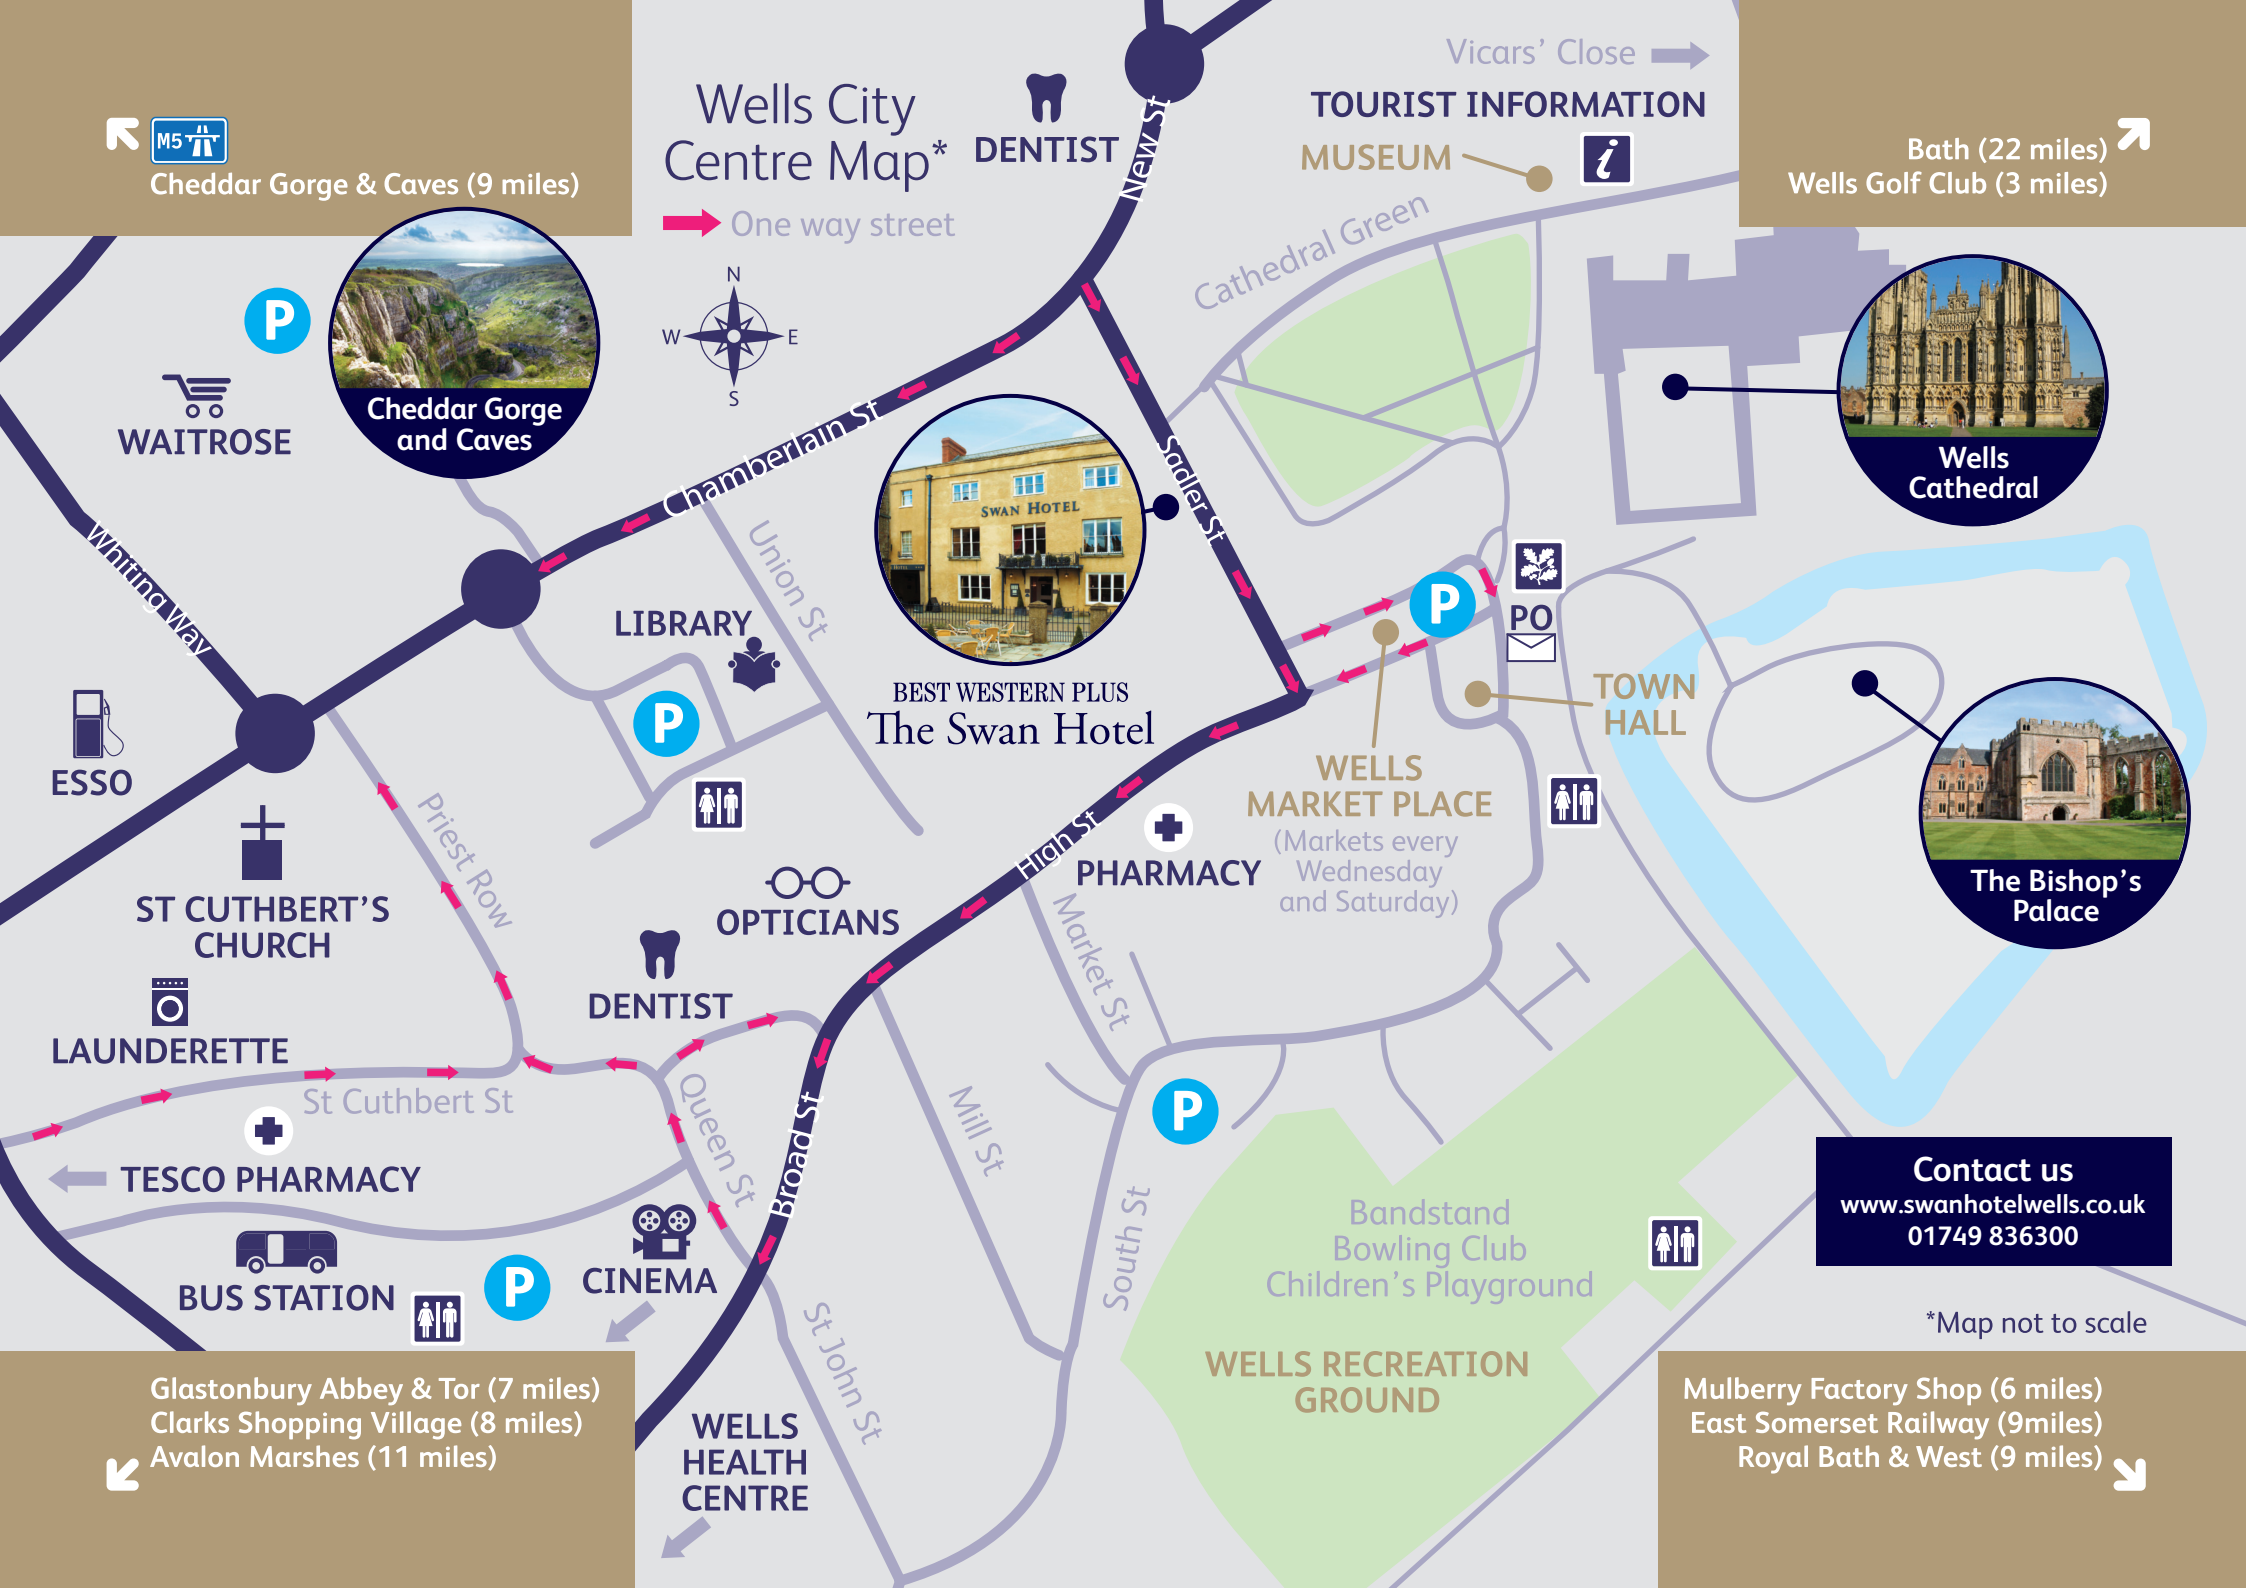 M5
Cheddar Gorge & Caves (9 miles)
Wells City
Centre Map*
One way street
N
W
E
S
DENTIST
New St
Vicars’ Close
TOURIST INFORMATION
i
MUSEUM
Bath (22 miles)
Wells Golf Club (3 miles)
Cathedral Green
P
WAITROSE
Cheddar Gorge
and Caves
Chamberlain St
Whiting Way
Union St
LIBRARY
P
SWAN HOTEL
BEST WESTERN PLUS
The Swan Hotel
Sadler St
Wells
Cathedral
P
PO
TOWN
HALL
WELLS
MARKET PLACE
(Markets every
Wednesday
and Saturday)
The Bishop’s
Palace
ESSO
ST CUTHBERT’S
CHURCH
Priest Row
High St
PHARMACY
OPTICIANS
DENTIST
Market St
LAUNDERETTE
St Cuthbert St
TESCO PHARMACY
Queen St
Broad St
Mill St
P
South St
BUS STATION
P
CINEMA
St John St
Bandstand
Bowling Club
Children’s Playground
WELLS RECREATION
GROUND
Contact us
www.swanhotelwells.co.uk
01749 836300
*Map not to scale
Glastonbury Abbey & Tor (7 miles)
Clarks Shopping Village (8 miles)
Avalon Marshes (11 miles)
WELLS
HEALTH
CENTRE
Mulberry Factory Shop (6 miles)
East Somerset Railway (9miles)
Royal Bath & West (9 miles)